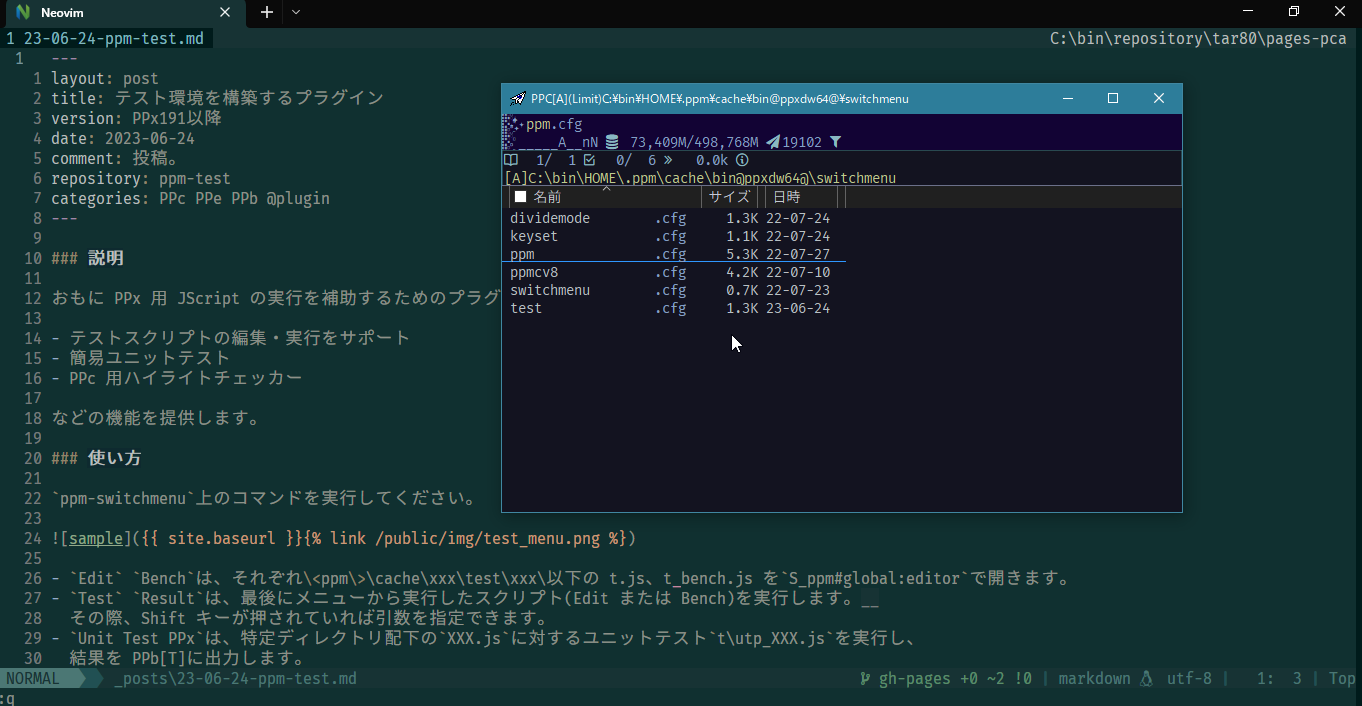 Neovim
1 23-06-24-ppm-test.md
C:\bin\repository\tar80\pages-pca
1 ---
1 layout: post
2 title: テスト環境を構築するプラグイン
3 version: PPx191以降
4 date: 2023-06-24
5 comment: 投稿。
6 repository: ppm-test
7 categories: PPc PPe PPb @plugin
8 ---
9
10 ### 説明
11
12 おもに PPx 用 JScript の実行を補助するためのプラグ
13
14 - テストスクリプトの編集・実行をサポート
15 - 簡易ユニットテスト
16 - PPc 用ハイライトチェッカー
17
18 などの機能を提供します。
19
20 ### 使い方
21
22 `ppm-switchmenu`上のコマンドを実行してください。
23
24 ![sample]({{ site.baseurl }}{% link /public/img/test_menu.png %})
25
26 - `Edit` `Bench`は、それぞれ\<ppm\>\cache\xxx\test\xxx\以下の t.js、t_bench.js を`S_ppm#global:editor`で開きます。
27 - `Test` `Result`は、最後にメニューから実行したスクリプト(Edit または Bench)を実行します。__
28 その際、Shift キーが押されていれば引数を指定できます。
29 - `Unit Test PPx`は、特定ディレクトリ配下の`XXX.js`に対するユニットテスト`t\utp_XXX.js`を実行し、
30 結果を PPb[T]に出力します。
NORMAL _posts\23-06-24-ppm-test.md gh-pages +0 ~2 !0 | markdown utf-8 | 1: 3 | Top
:q
PPC[A](Limit)C:¥bin¥HOME¥.ppm¥cache¥bin@ppxdw64@¥switchmenu
ppm.cfg
_____A__nN 73,409M/498,768M 19102
1/ 1 0/ 6 » 0.0k
[A]C:\bin\HOME\.ppm\cache\bin@ppxdw64@\switchmenu
名前 サイズ 日時
dividemode .cfg 1.3K 22-07-24
keyset .cfg 1.1K 22-07-24
ppm .cfg 5.3K 22-07-27
ppmcv8 .cfg 4.2K 22-07-10
switchmenu .cfg 0.7K 22-07-23
test .cfg 1.3K 23-06-24